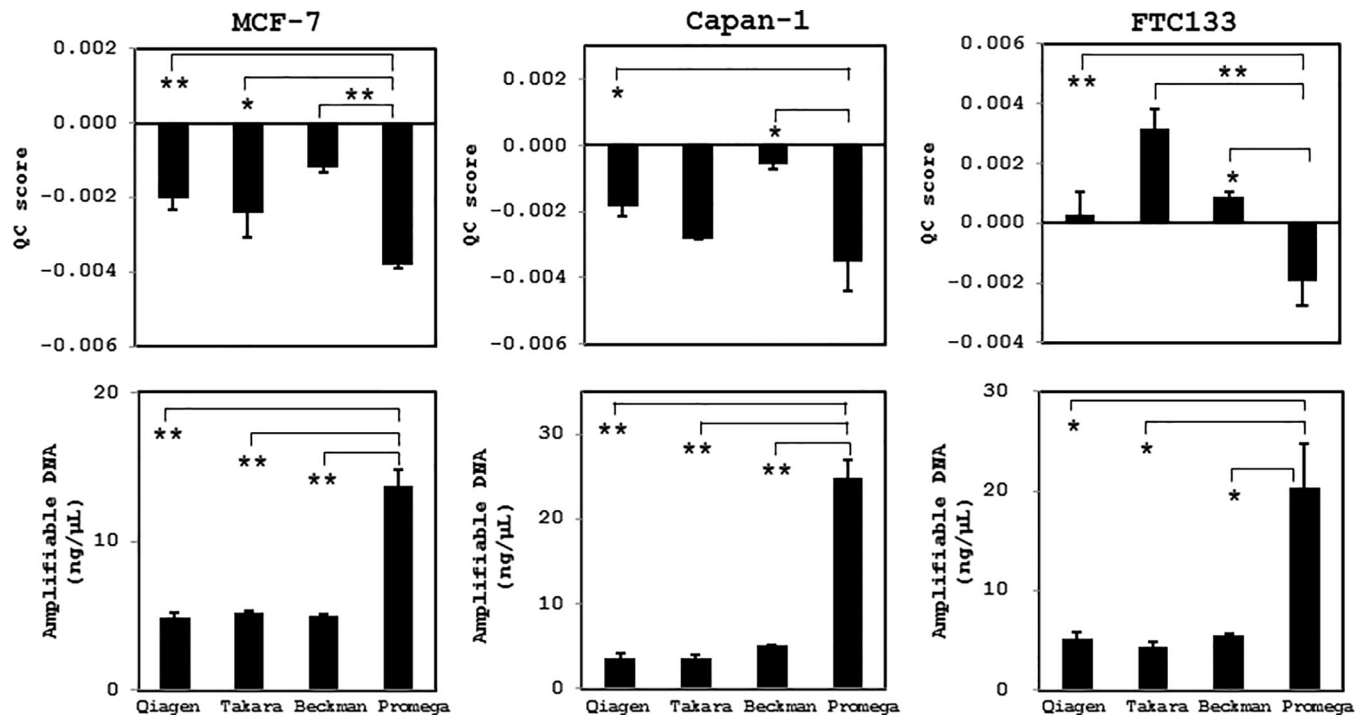 MCF-7
Capan-1
FTC133
QC score
0.002
0.000
-0.002
-0.004
-0.006
**
*
**
QC score
0.002
0.000
-0.002
-0.004
-0.006
*
*
QC score
0.006
0.004
0.002
0.000
-0.002
-0.004
**
**
*
Amplifiable DNA
(ng/µL)
20
10
0
**
**
**
Qiagen Takara Beckman Promega
Amplifiable DNA
(ng/µL)
30
20
10
0
**
**
**
Qiagen Takara Beckman Promega
Amplifiable DNA
(ng/µL)
30
20
10
0
*
*
*
Qiagen Takara Beckman Promega